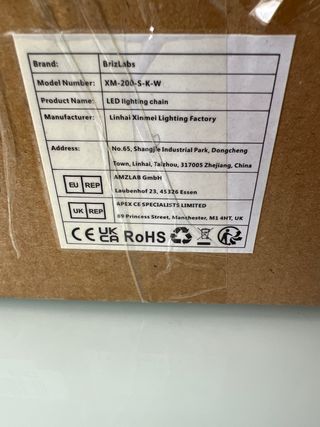 Brand: BrizLabs
Model Number: XM-200-S-K-W
Product Name: LED lighting chain
Manufacturer: Linhai Xinmei Lighting Factory
Address: No.65, Shangjie Industrial Park, Dongcheng
Town, Linhai, Taizhou, 317005 Zhejiang, China
EU REP AMZLAB GmbH
Laubenhof 23, 45326 Essen
UK REP APEX CE SPECIALISTS LIMITED
89 Princess Street, Manchester, M1 4HT, UK
CE UK CA RoHS